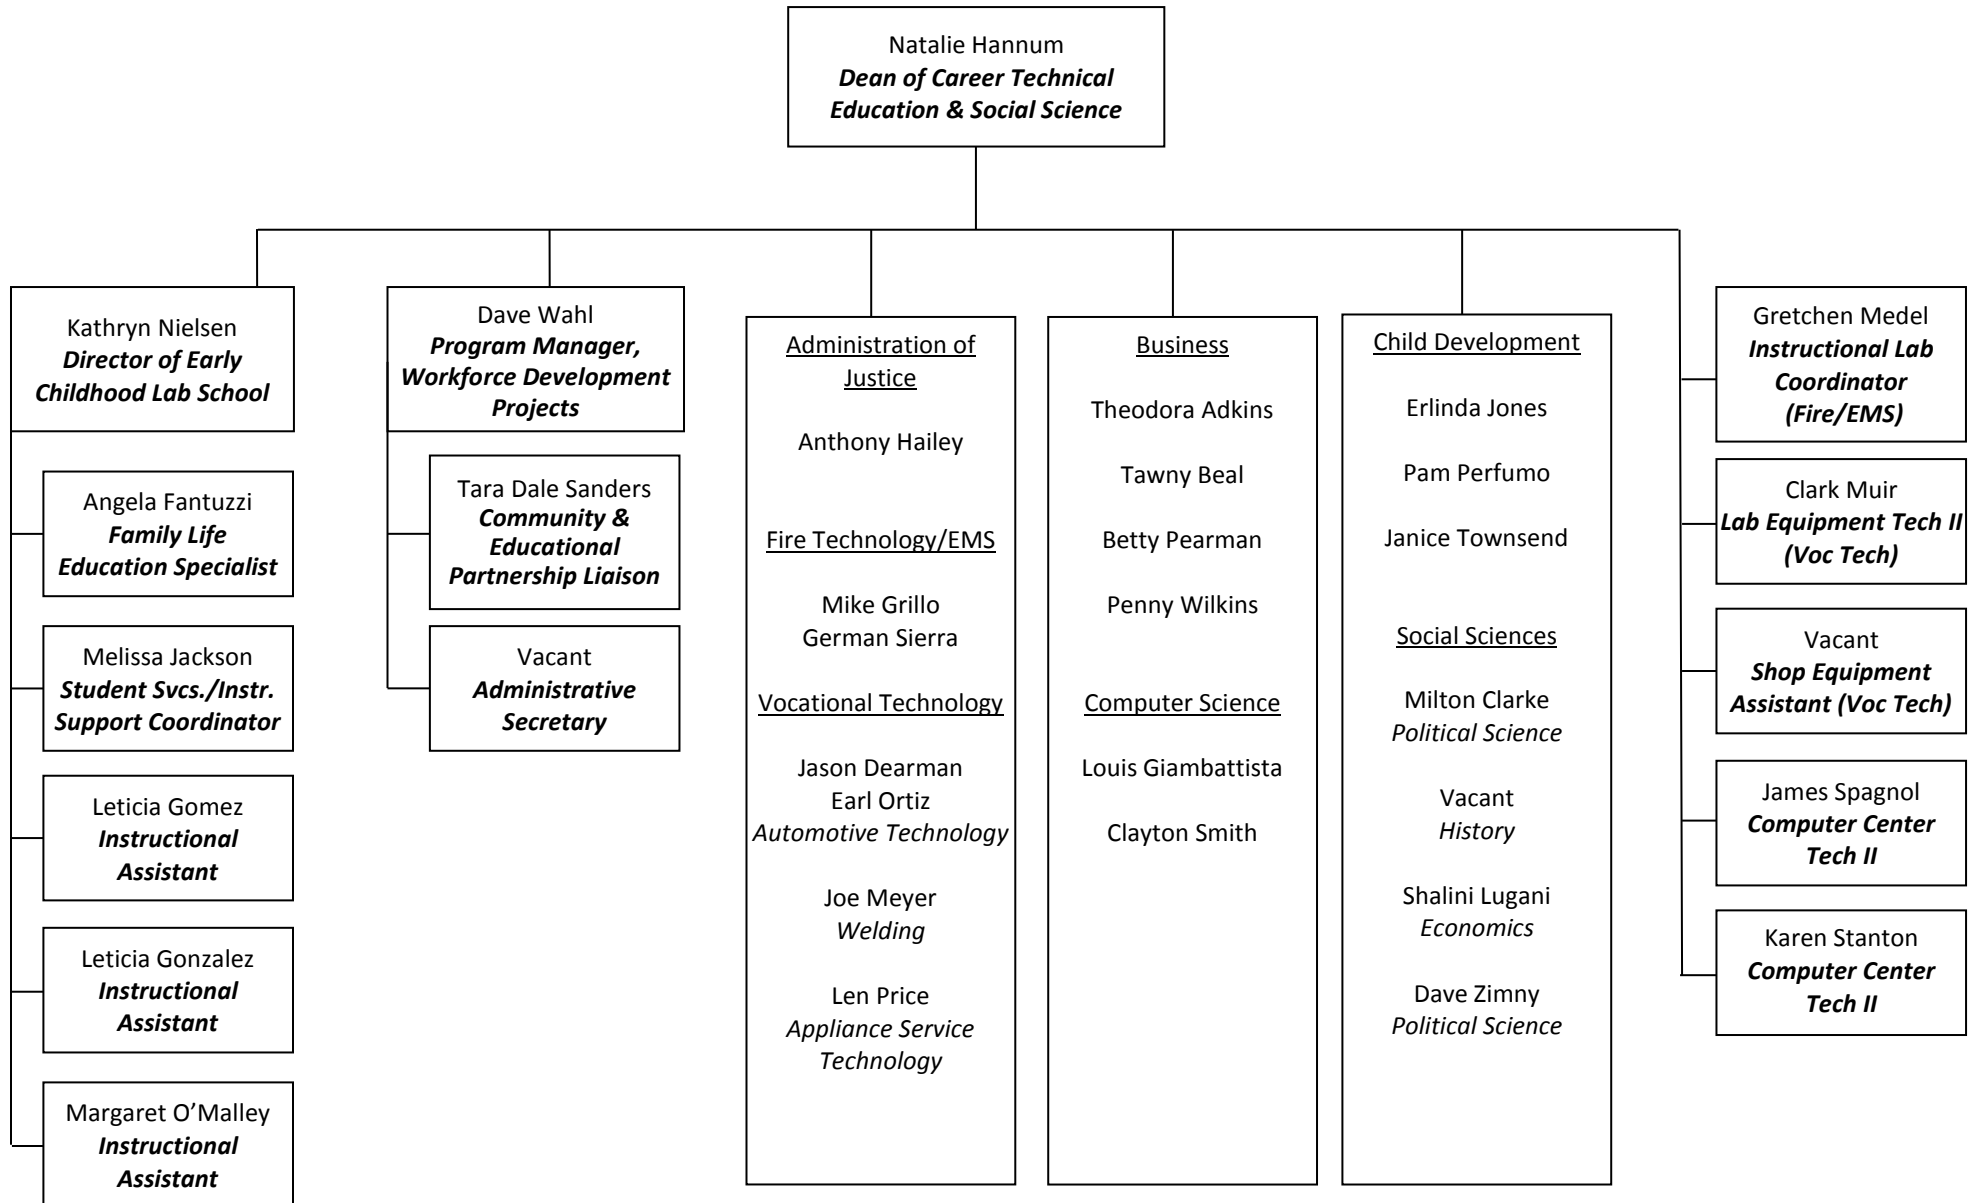 Natalie Hannum
Dean of Career Technical
Education & Social Science
Kathryn Nielsen
Director of Early
Childhood Lab School
Angela Fantuzzi
Family Life
Education Specialist
Melissa Jackson
Student Svcs./Instr.
Support Coordinator
Leticia Gomez
Instructional
Assistant
Leticia Gonzalez
Instructional
Assistant
Margaret O’Malley
Instructional
Assistant
Dave Wahl
Program Manager,
Workforce Development
Projects
Tara Dale Sanders
Community &
Educational
Partnership Liaison
Vacant
Administrative
Secretary
Administration of
Justice
Anthony Hailey
Fire Technology/EMS
Mike Grillo
German Sierra
Vocational Technology
Jason Dearman
Earl Ortiz
Automotive Technology
Joe Meyer
Welding
Len Price
Appliance Service
Technology
Business
Theodora Adkins
Tawny Beal
Betty Pearman
Penny Wilkins
Computer Science
Louis Giambattista
Clayton Smith
Child Development
Erlinda Jones
Pam Perfumo
Janice Townsend
Social Sciences
Milton Clarke
Political Science
Vacant
History
Shalini Lugani
Economics
Dave Zimny
Political Science
Gretchen Medel
Instructional Lab
Coordinator
(Fire/EMS)
Clark Muir
Lab Equipment Tech II
(Voc Tech)
Vacant
Shop Equipment
Assistant (Voc Tech)
James Spagnol
Computer Center
Tech II
Karen Stanton
Computer Center
Tech II